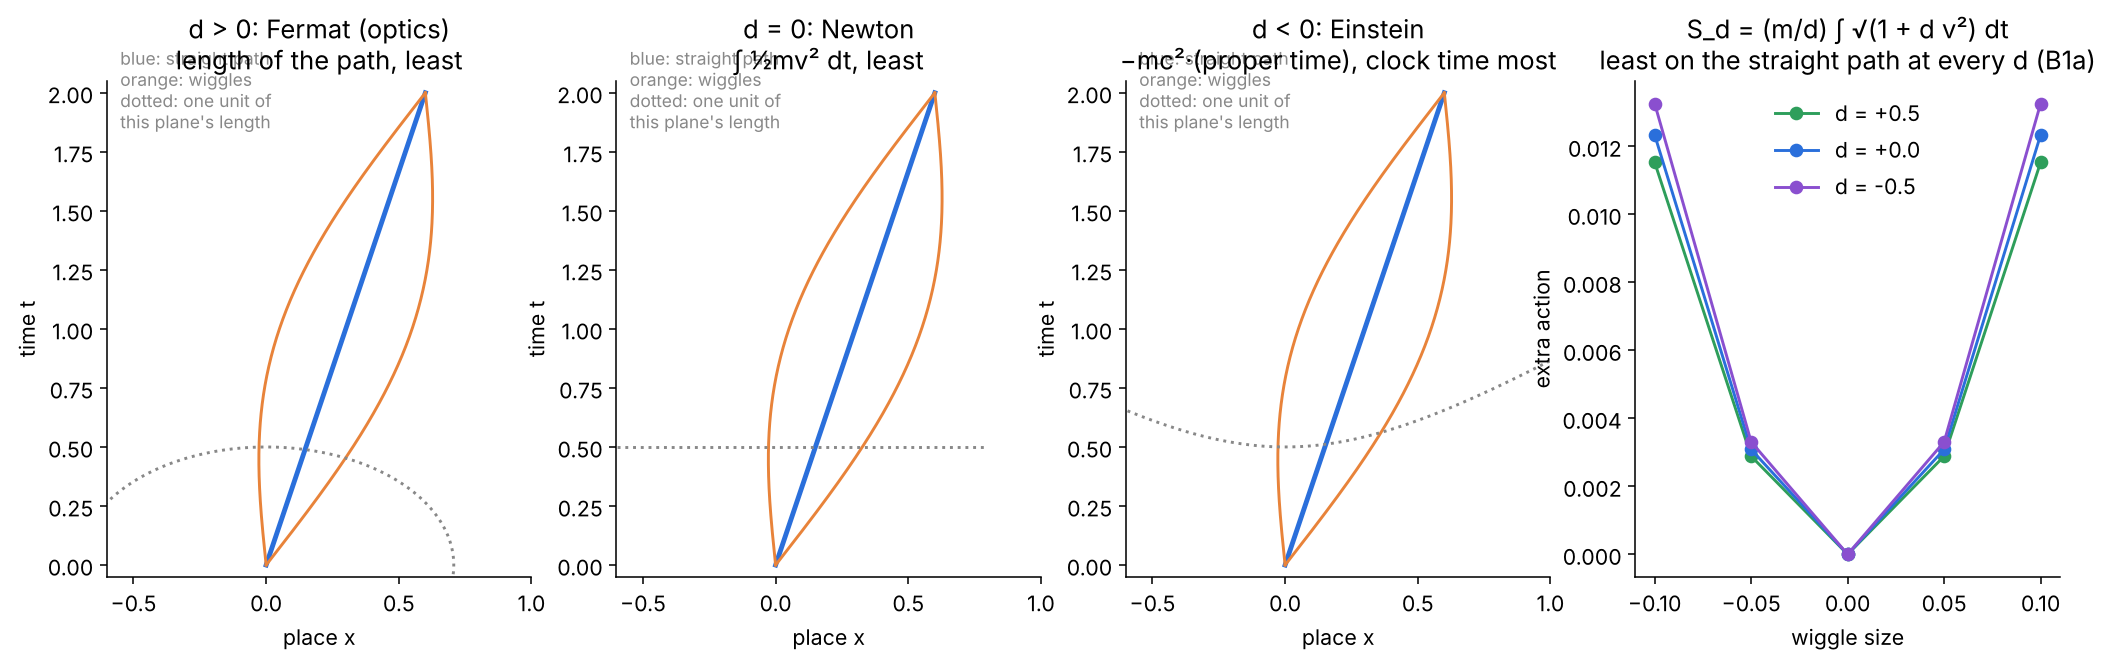 d > 0: Fermat (optics)
length of the path, least
blue: straight path
orange: wiggles
dotted: one unit of
this plane's length
2.00
1.75
1.50
1.25
1.00
0.75
0.50
0.25
0.00
time t
−0.5
0.0
0.5
1.0
place x
d = 0: Newton
∫ ½mv² dt, least
blue: straight path
orange: wiggles
dotted: one unit of
this plane's length
2.00
1.75
1.50
1.25
1.00
0.75
0.50
0.25
0.00
time t
−0.5
0.0
0.5
1.0
place x
d < 0: Einstein
−mc²·(proper time), clock time most
blue: straight path
orange: wiggles
dotted: one unit of
this plane's length
2.00
1.75
1.50
1.25
1.00
0.75
0.50
0.25
0.00
time t
−0.5
0.0
0.5
1.0
place x
S_d = (m/d) ∫ √(1 + d v²) dt
least on the straight path at every d (B1a)
d = +0.5
d = +0.0
d = -0.5
0.012
0.010
0.008
0.006
0.004
0.002
0.000
extra action
−0.10
−0.05
0.00
0.05
0.10
wiggle size